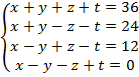 x + y + z + t = 36
x + y − z − t = 24
x − y + z − t = 12
x − y − z + t = 0